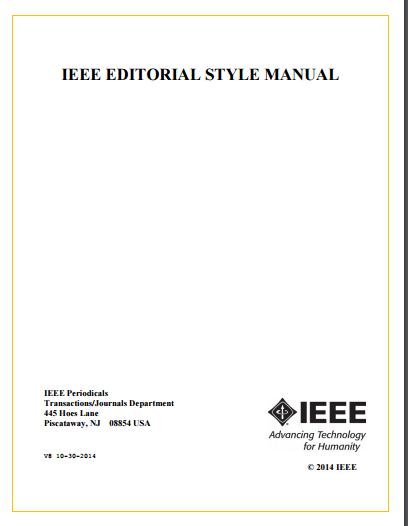 IEEE EDITORIAL STYLE MANUAL
IEEE Periodicals
Transactions/Journals Department
445 Hoes Lane
Piscataway, NJ 08854 USA
V8 10-30-2014
IEEE
Advancing Technology
for Humanity
© 2014 IEEE